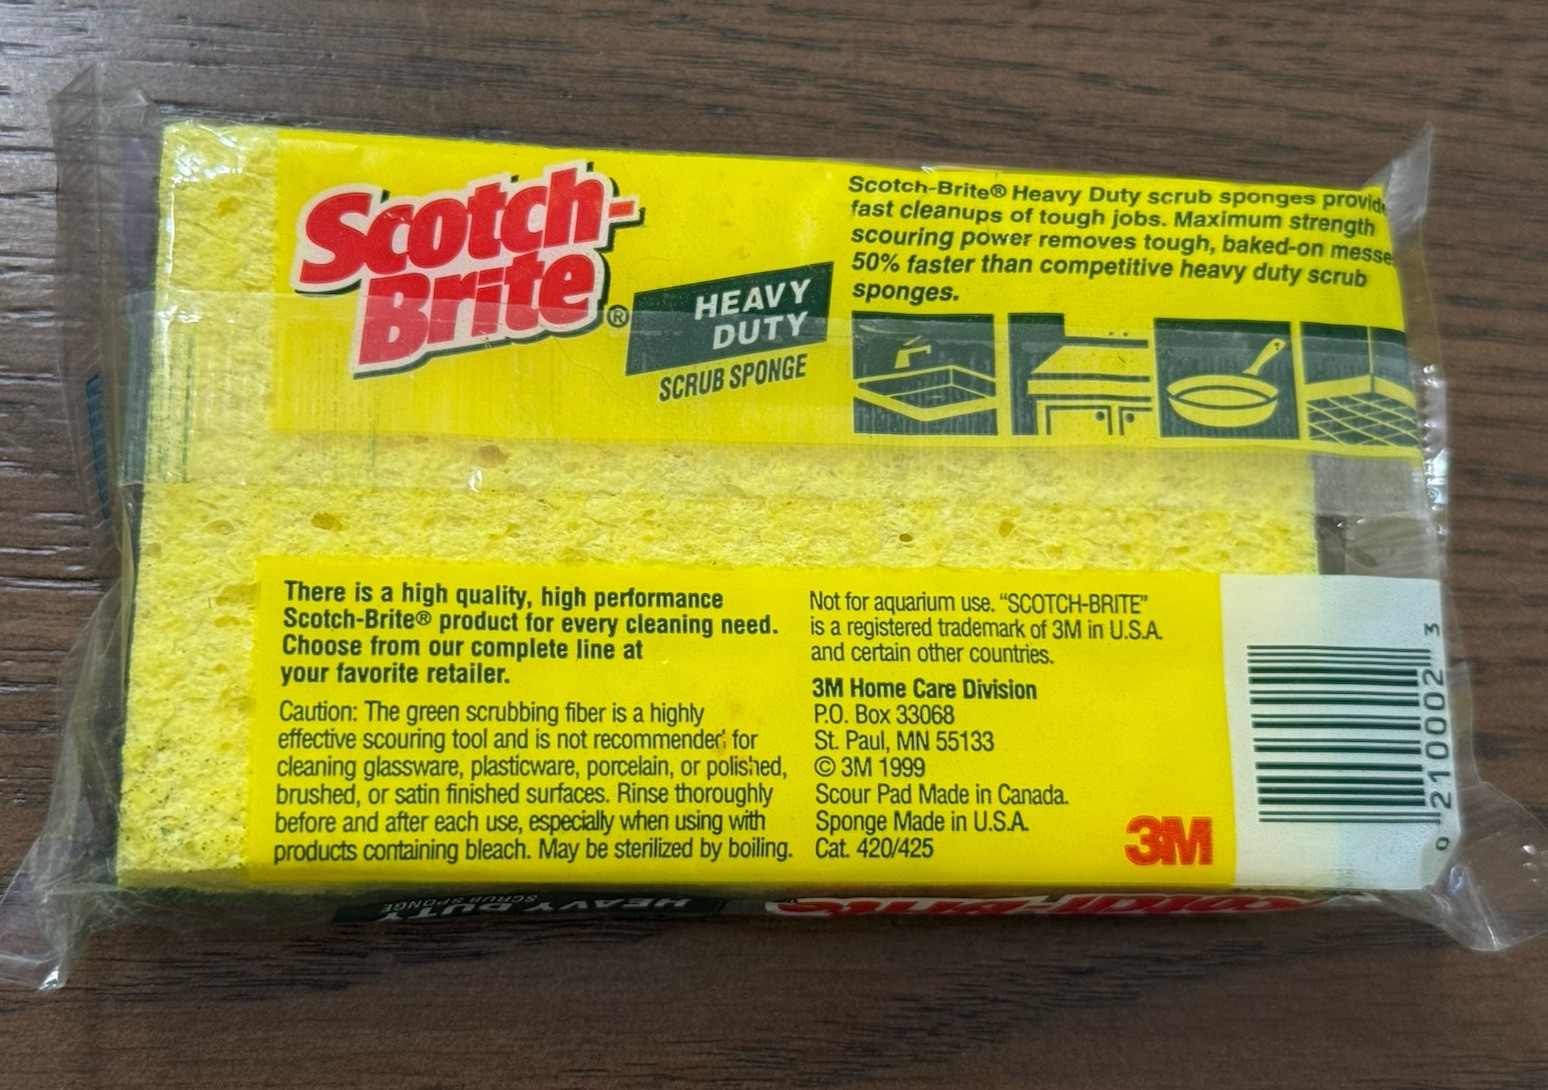 Scotch-
Brite®
HEAVY
DUTY
SCRUB SPONGE
Scotch-Brite® Heavy Duty scrub sponges provide
fast cleanups of tough jobs. Maximum strength
scouring power removes tough, baked-on messe
50% faster than competitive heavy duty scrub
sponges.
There is a high quality, high performance
Scotch-Brite® product for every cleaning need.
Choose from our complete line at
your favorite retailer.
Caution: The green scrubbing fiber is a highly
effective scouring tool and is not recommended for
cleaning glassware, plasticware, porcelain, or polished,
brushed, or satin finished surfaces. Rinse thoroughly
before and after each use, especially when using with
products containing bleach. May be sterilized by boiling.
Not for aquarium use. “SCOTCH-BRITE”
is a registered trademark of 3M in U.S.A.
and certain other countries.
3M Home Care Division
P.O. Box 33068
St. Paul, MN 55133
© 3M 1999
Scour Pad Made in Canada.
Sponge Made in U.S.A.
Cat. 420/425
3M
0 210002 3
HEAVY DUTY
SCRUB SPONGE